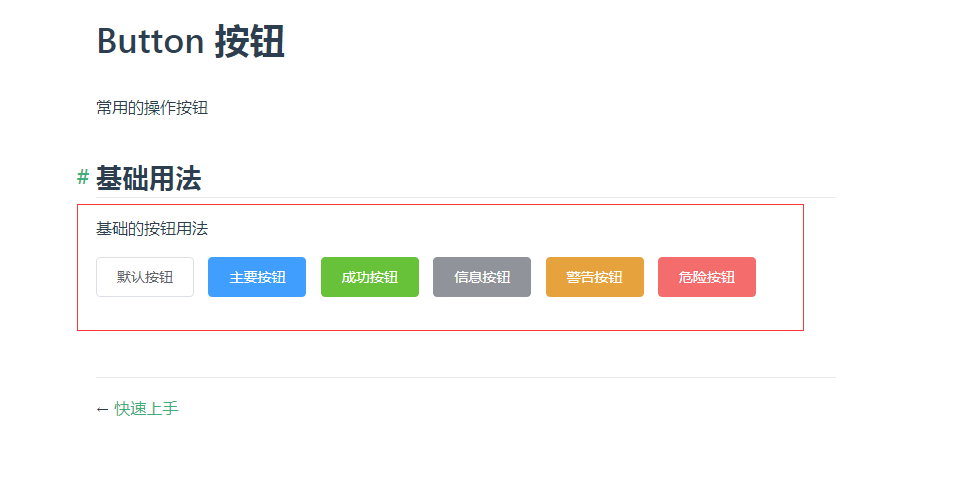 Button 按钮
常用的操作按钮
# 基础用法
基础的按钮用法
默认按钮 主要按钮 成功按钮 信息按钮 警告按钮 危险按钮
← 快速上手